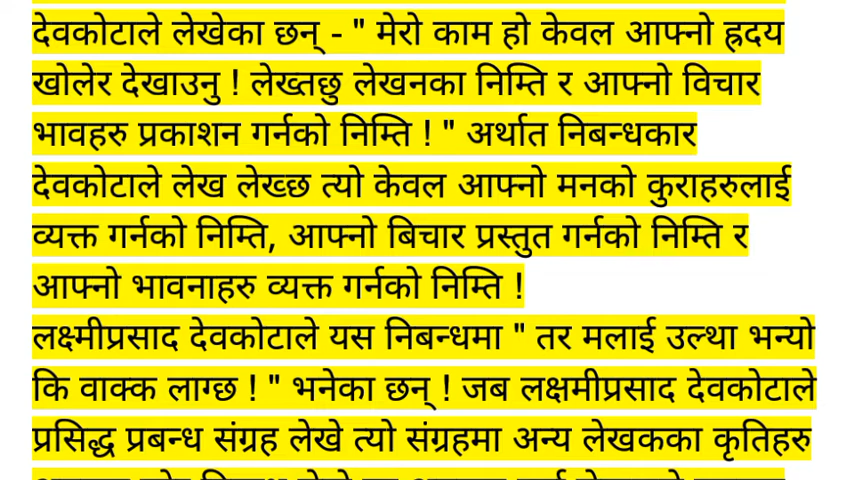 देवकोटाले लेखेका छन् - " मेरो काम हो केवल आफ्नो ह्रदय
खोलेर देखाउनु ! लेख्तछु लेखनका निम्ति र आफ्नो विचार
भावहरु प्रकाशन गर्नको निम्ति ! " अर्थात निबन्धकार
देवकोटाले लेख लेख्छ त्यो केवल आफ्नो मनको कुराहरुलाई
व्यक्त गर्नको निम्ति, आफ्नो बिचार प्रस्तुत गर्नको निम्ति र
आफ्नो भावनाहरु व्यक्त गर्नको निम्ति !
लक्ष्मीप्रसाद देवकोटाले यस निबन्धमा " तर मलाई उल्था भन्यो
कि वाक्क लाग्छ ! " भनेका छन् ! जब लक्षमीप्रसाद देवकोटाले
प्रसिद्ध प्रबन्ध संग्रह लेखे त्यो संग्रहमा अन्य लेखकका कृतिहरु